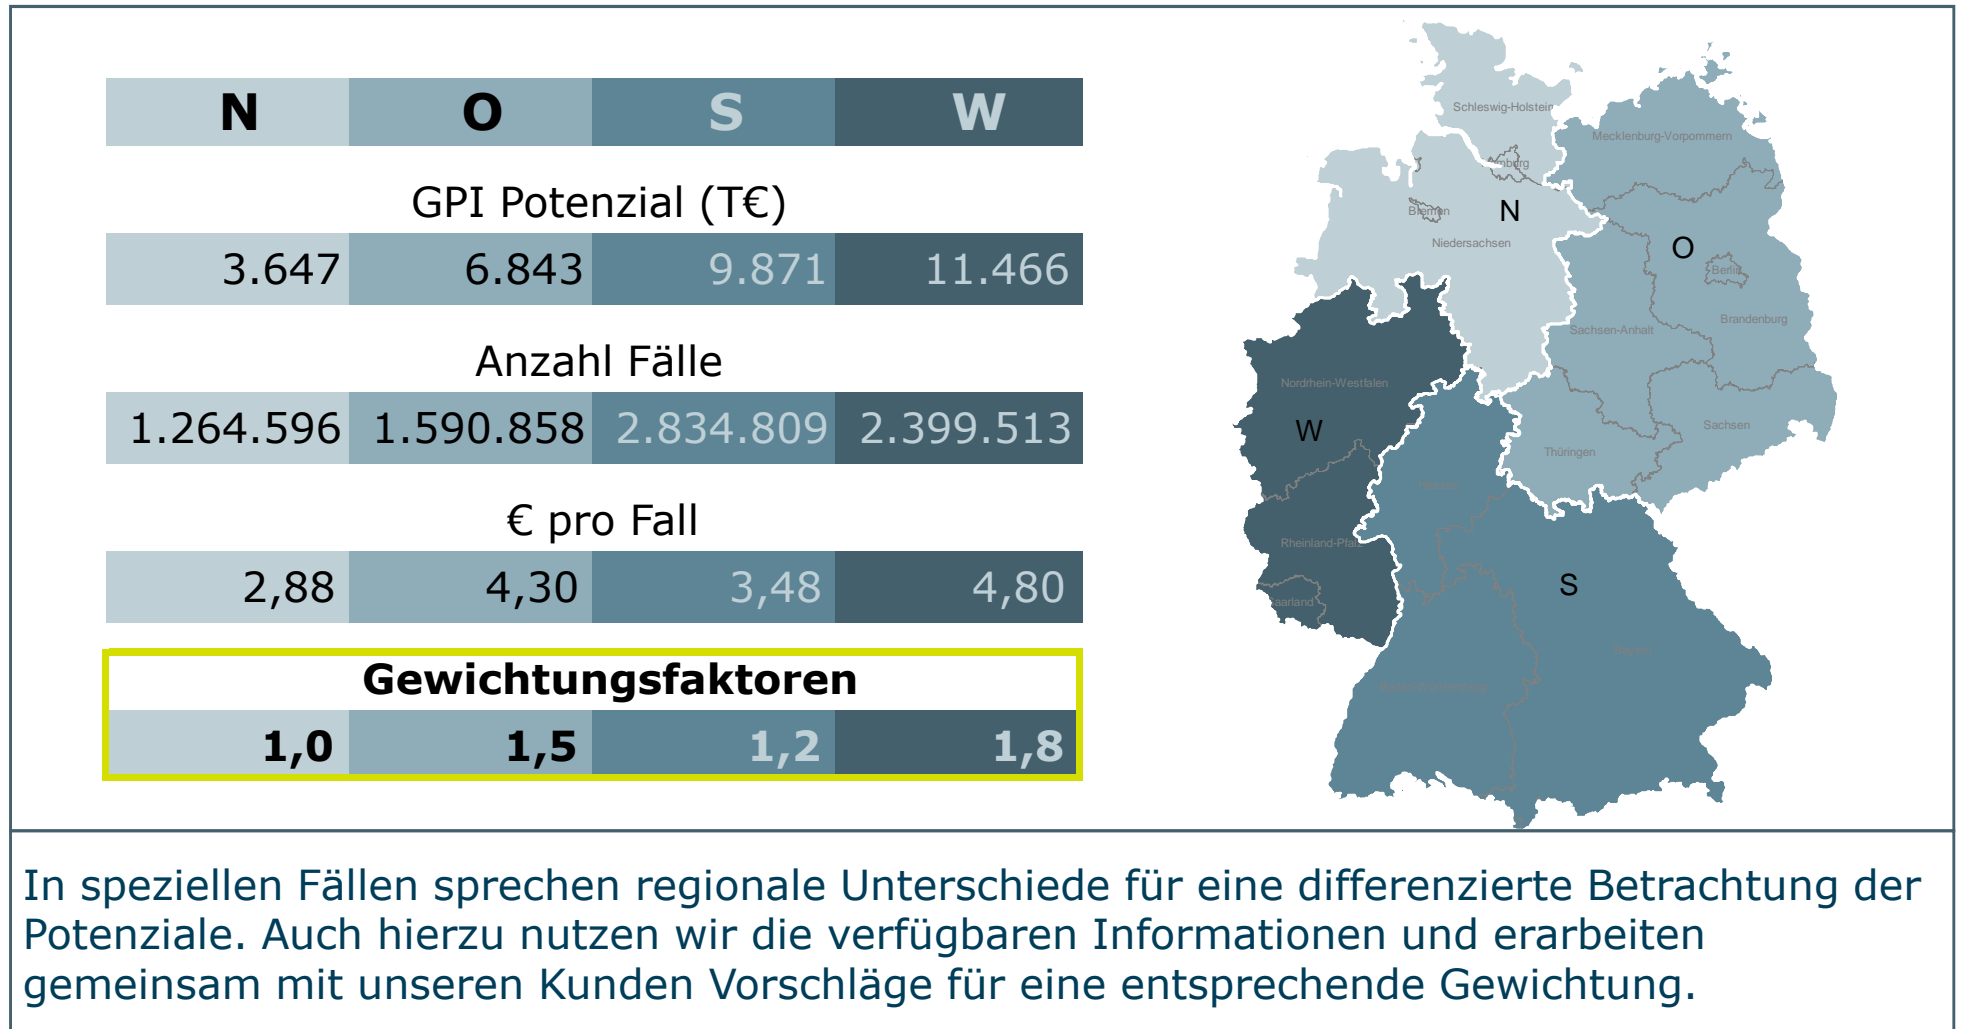 N O S W
GPI Potenzial (T€)
3.647 6.843 9.871 11.466
Anzahl Fälle
1.264.596 1.590.858 2.834.809 2.399.513
€ pro Fall
2,88 4,30 3,48 4,80
Gewichtungsfaktoren
1,0 1,5 1,2 1,8
Schleswig-Holstein
Mecklenburg-Vorpommern
Bremen
N
Niedersachsen
O
Berlin
Brandenburg
Sachsen-Anhalt
Nordrhein-Westfalen
W
Sachsen
Thüringen
Rheinland-Pfalz
S
aarland
In speziellen Fällen sprechen regionale Unterschiede für eine differenzierte Betrachtung der
Potenziale. Auch hierzu nutzen wir die verfügbaren Informationen und erarbeiten
gemeinsam mit unseren Kunden Vorschläge für eine entsprechende Gewichtung.